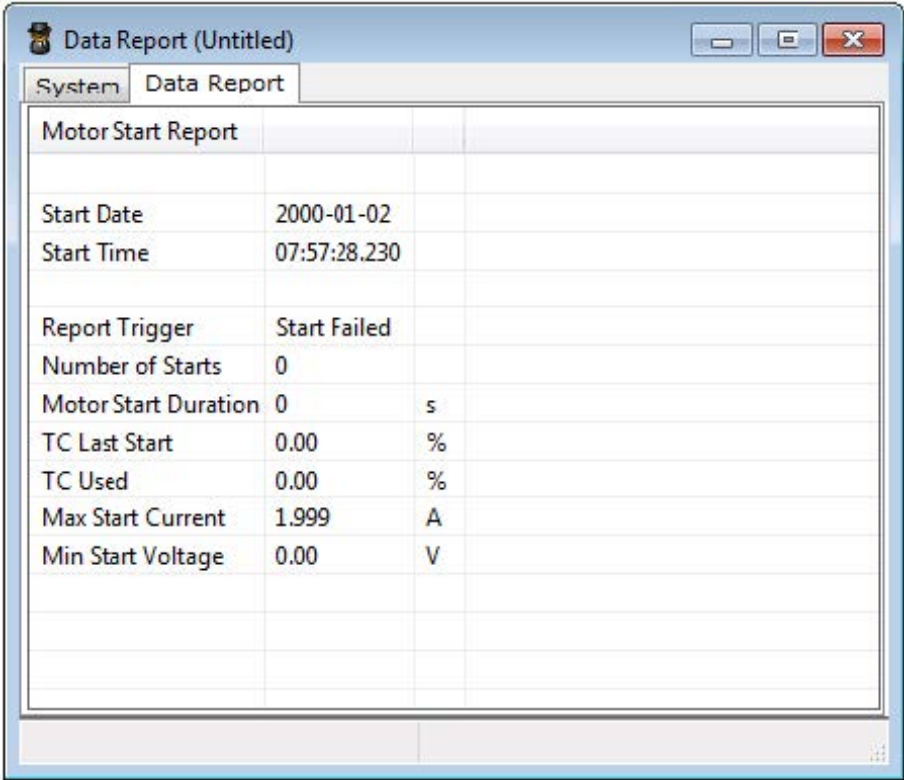 Data Report (Untitled)
System Data Report
Motor Start Report
Start Date 2000-01-02
Start Time 07:57:28.230
Report Trigger Start Failed
Number of Starts 0
Motor Start Duration 0 s
TC Last Start 0.00 %
TC Used 0.00 %
Max Start Current 1.999 A
Min Start Voltage 0.00 V